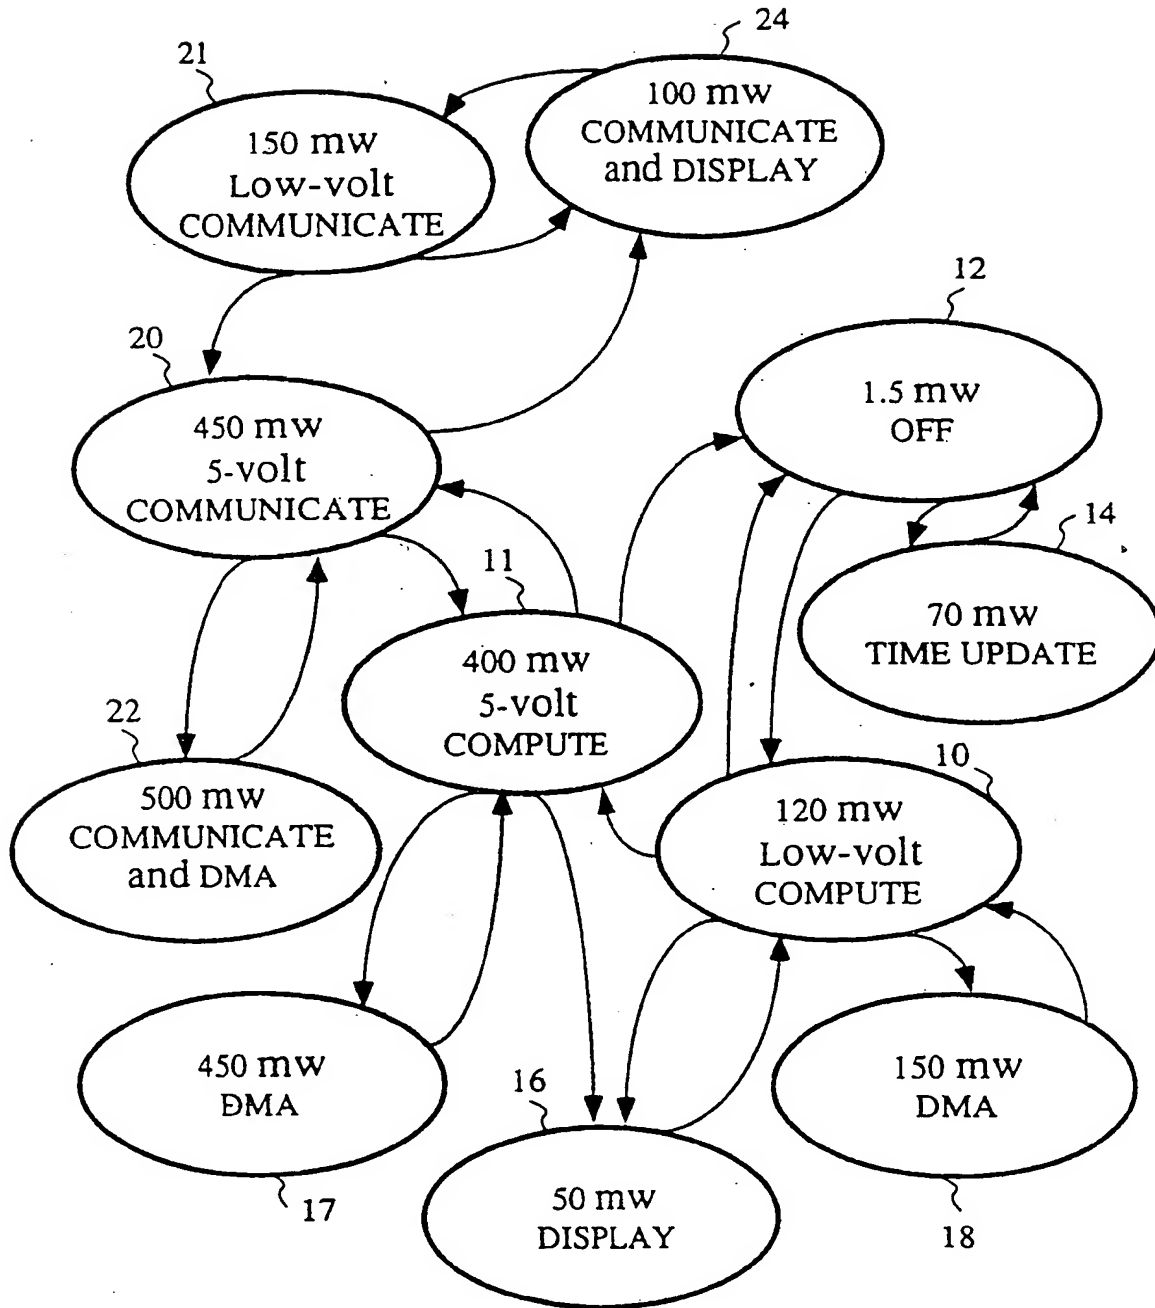 24
21
100 mw
COMMUNICATE
and DISPLAY
150 mw
Low-volt
COMMUNICATE
12
20
1.5 mw
OFF
450 mw
5-volt
COMMUNICATE
14
11
70 mw
TIME UPDATE
400 mw
5-volt
COMPUTE
22
10
500 mw
COMMUNICATE
and DMA
120 mw
Low-volt
COMPUTE
450 mw
DMA
16
150 mw
DMA
17
50 mw
DISPLAY
18